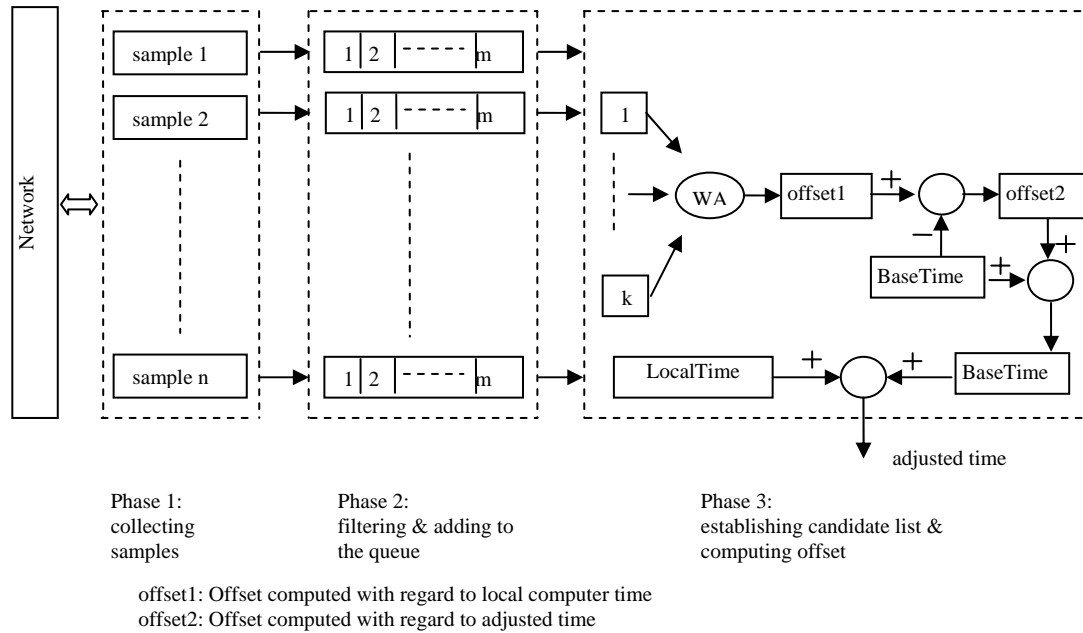 Network
sample 1
1 2 m
sample 2
1 2 m
1
k
WA
offset1
+
−
offset2
+
BaseTime
+
sample n
1 2 m
LocalTime
+
+
BaseTime
adjusted time
Phase 1:
collecting
samples
Phase 2:
filtering & adding to
the queue
Phase 3:
establishing candidate list &
computing offset
offset1: Offset computed with regard to local computer time
offset2: Offset computed with regard to adjusted time